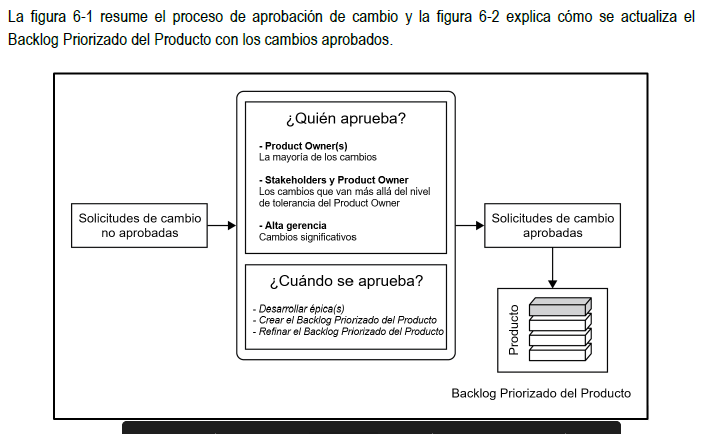 La figura 6-1 resume el proceso de aprobación de cambio y la figura 6-2 explica cómo se actualiza el
Backlog Priorizado del Producto con los cambios aprobados.
Solicitudes de cambio
no aprobadas
¿Quién aprueba?
- Product Owner(s)
La mayoría de los cambios
- Stakeholders y Product Owner
Los cambios que van más allá del nivel
de tolerancia del Product Owner
- Alta gerencia
Cambios significativos
¿Cuándo se aprueba?
- Desarrollar épica(s)
- Crear el Backlog Priorizado del Producto
- Refinar el Backlog Priorizado del Producto
Solicitudes de cambio
aprobadas
Producto
Backlog Priorizado del Producto